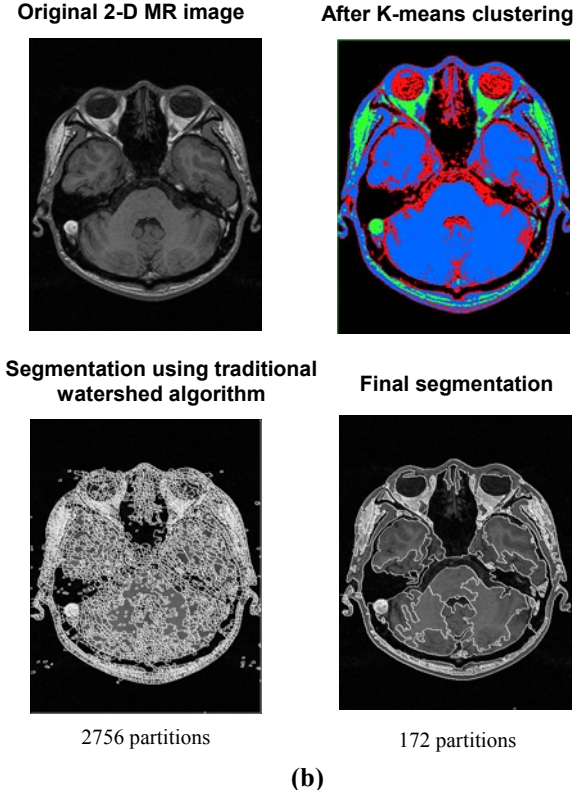 Original 2-D MR image
After K-means clustering
Segmentation using traditional
watershed algorithm
Final segmentation
2756 partitions
172 partitions
(b)